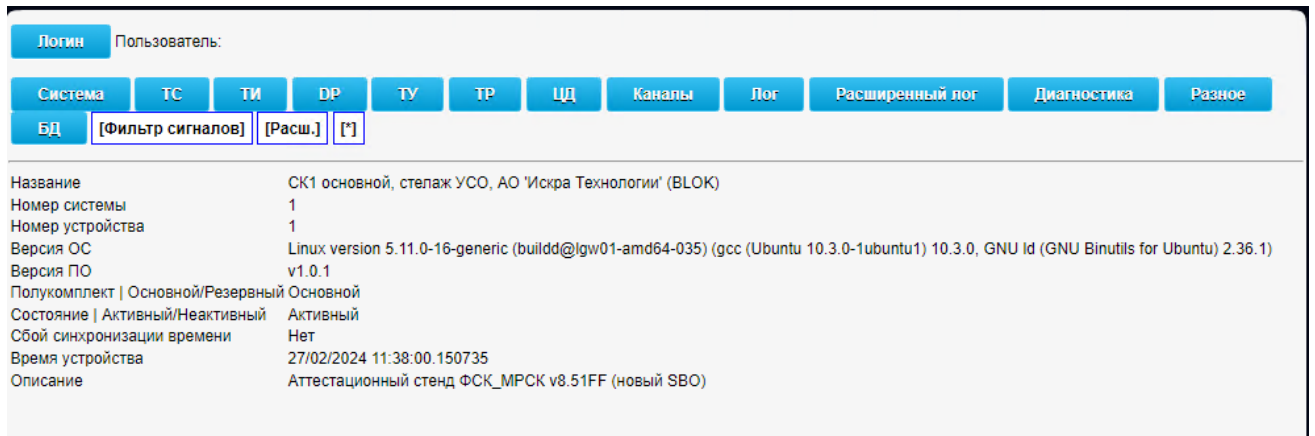 Логин Пользователь:
Система ТС ТИ DP ТУ ТР ЦД Каналы Лог Расширенный лог Диагностика Разное
БД [Фильтр сигналов] [Расш.] [*]
Название СК1 основной, стелаж УСО, АО 'Искра Технологии' (BLOK)
Номер системы 1
Номер устройства 1
Версия ОС Linux version 5.11.0-16-generic (buildd@lgw01-amd64-035) (gcc (Ubuntu 10.3.0-1ubuntu1) 10.3.0, GNU ld (GNU Binutils for Ubuntu) 2.36.1)
Версия ПО v1.0.1
Полукомплект | Основной/Резервный Основной
Состояние | Активный/Неактивный Активный
Сбой синхронизации времени Нет
Время устройства 27/02/2024 11:38:00.150735
Описание Аттестационный стенд ФСК_МРСК v8.51FF (новый SBO)